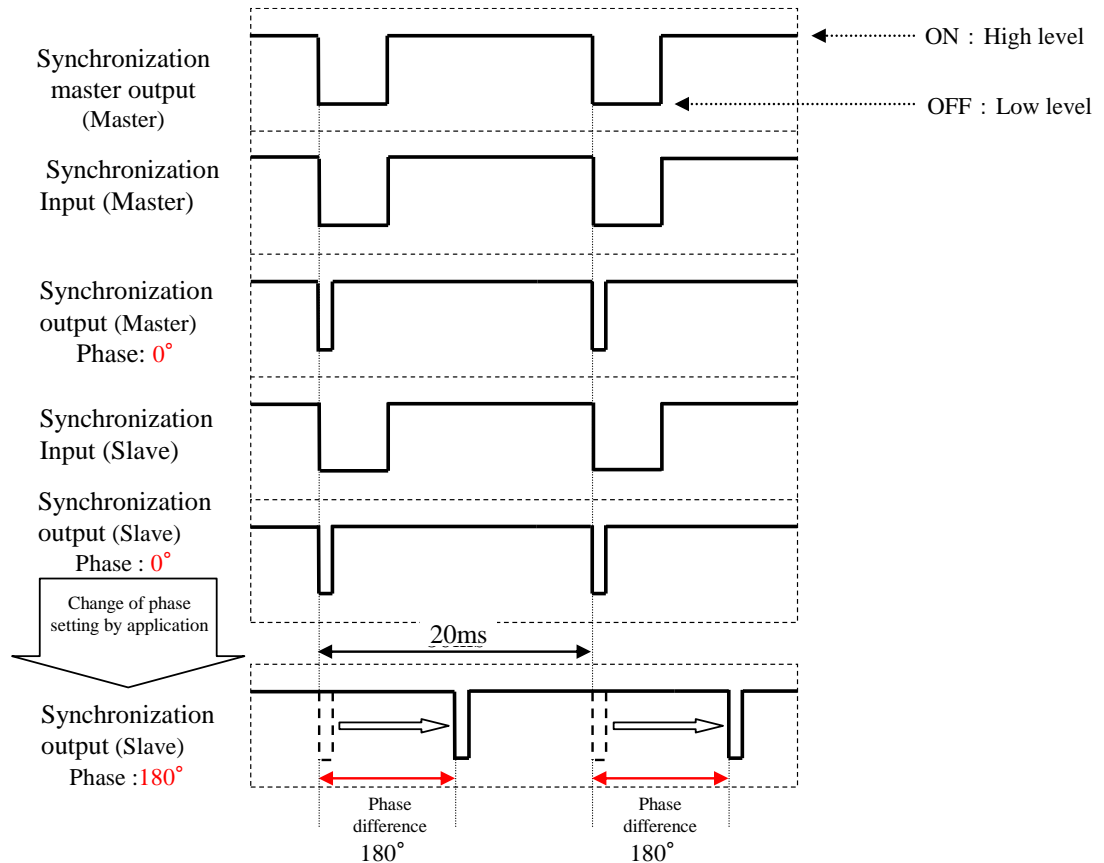 Synchronization
master output
(Master)
ON : High level
OFF : Low level
Synchronization
Input (Master)
Synchronization
output (Master)
Phase: 0°
Synchronization
Input (Slave)
Synchronization
output (Slave)
Phase : 0°
Change of phase
setting by application
20ms
Synchronization
output (Slave)
Phase :180°
Phase
difference
180°
Phase
difference
180°